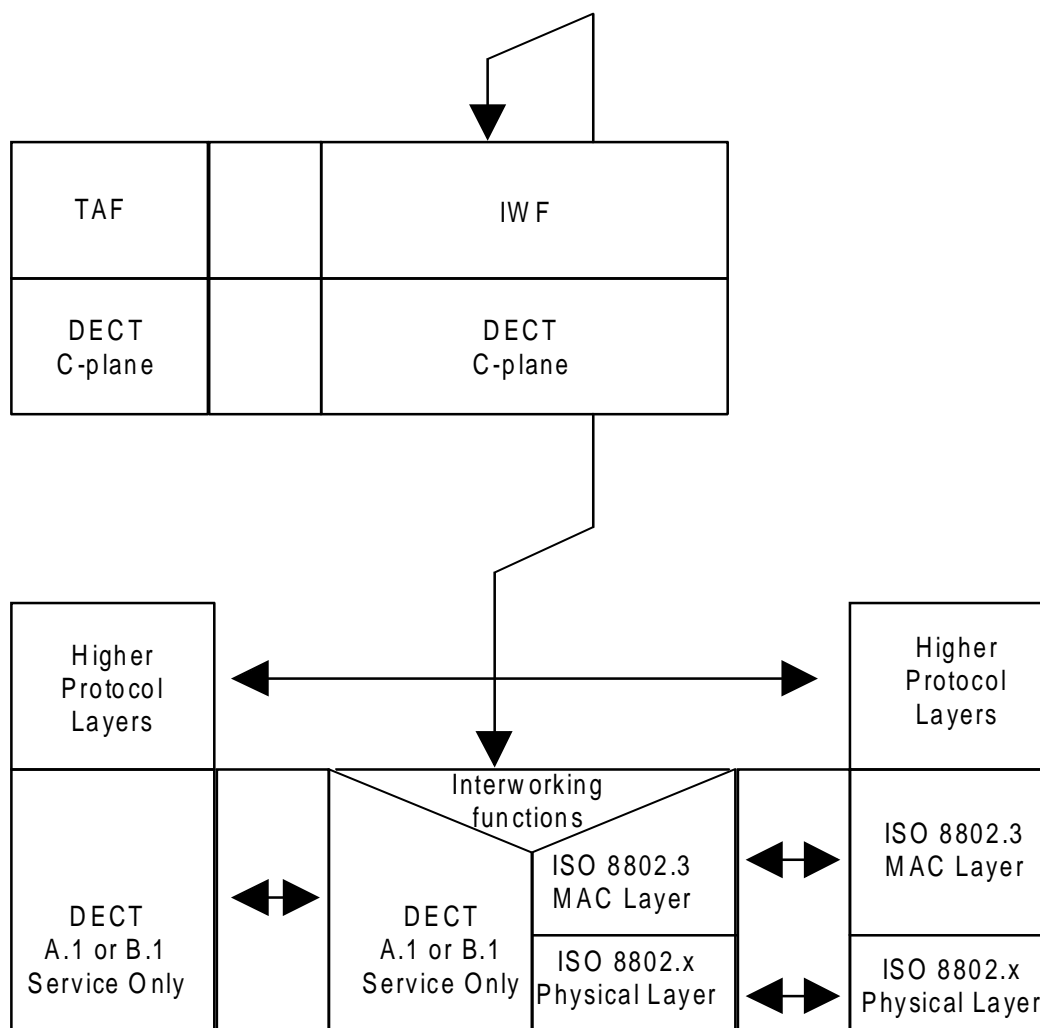 TAF
IWF
DECT
C-plane
DECT
C-plane
Higher
Protocol
Layers
Higher
Protocol
Layers
Interworking
functions
DECT
A.1 or B.1
Service Only
DECT
A.1 or B.1
Service Only
ISO 8802.3
MAC Layer
ISO 8802.x
Physical Layer
ISO 8802.3
MAC Layer
ISO 8802.x
Physical Layer